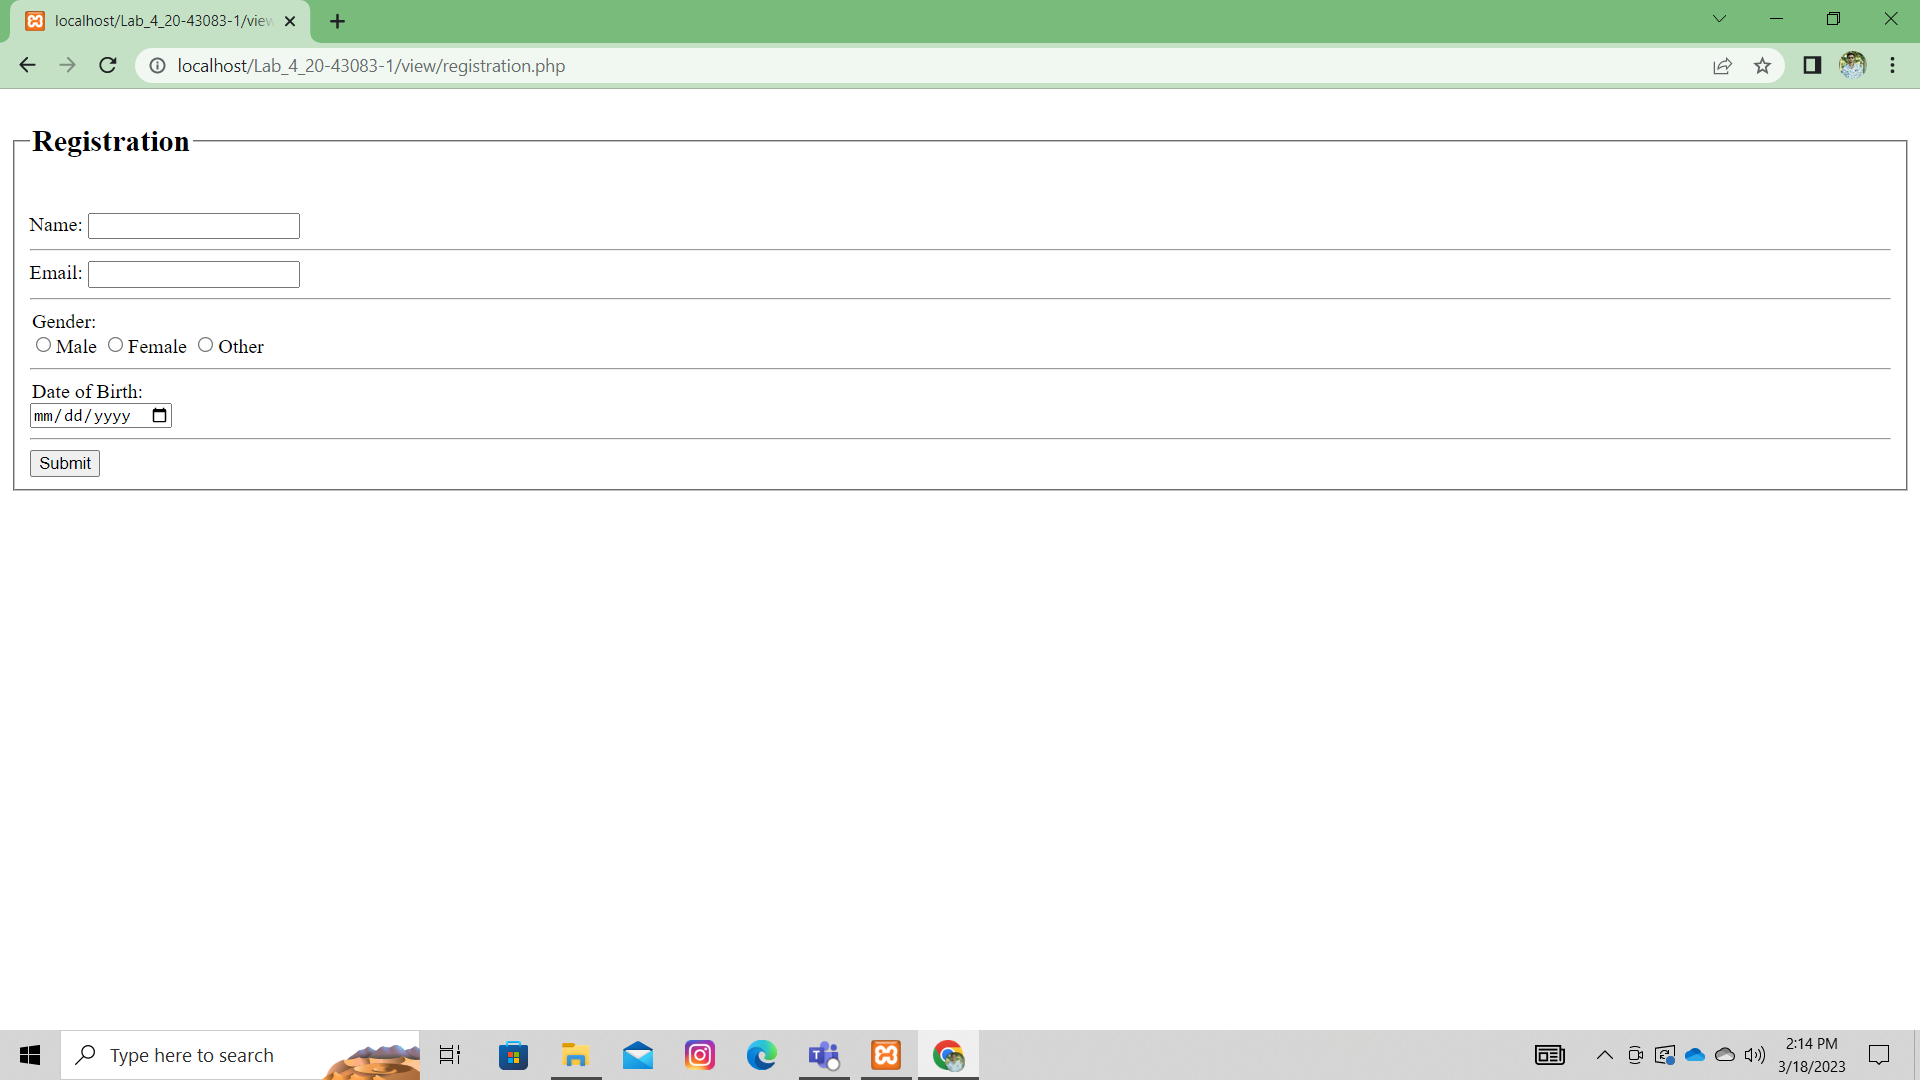 localhost/Lab_4_20-43083-1/view
localhost/Lab_4_20-43083-1/view/registration.php
Registration
Name:
Email:
Gender:
Male Female Other
Date of Birth:
mm/dd/yyyy
Submit
Type here to search
2:14 PM
3/18/2023